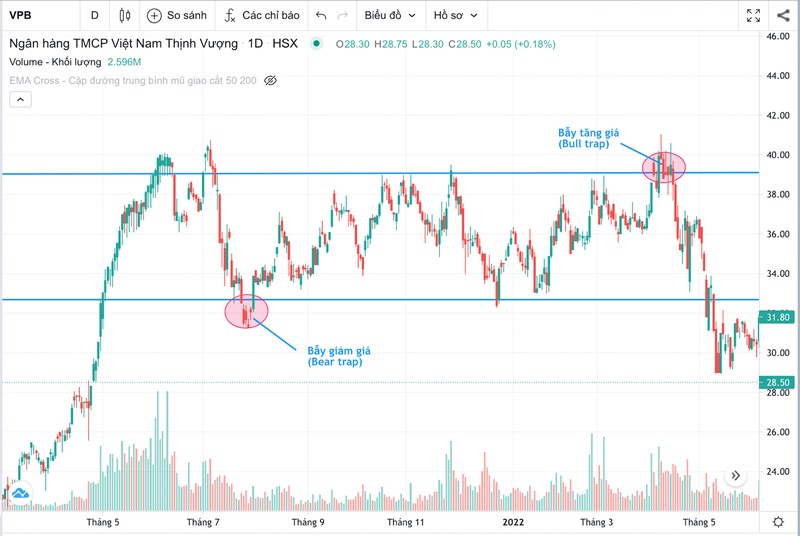 VPB D So sánh Các chỉ báo Biểu đồ Hồ sơ
Ngân hàng TMCP Việt Nam Thịnh Vượng · 1D · HSX O28.30 H28.75 L28.30 C28.50 +0.05 (+0.18%)
Volume - Khối lượng 2.596M
EMA Cross - Cặp đường trung bình mũ giao cắt 50 200
46.00
44.00
42.00
Bẫy tăng giá
(Bull trap)
40.00
38.00
36.00
34.00
31.80
Bẫy giảm giá
(Bear trap)
30.00
28.50
26.00
24.00
Tháng 5 Tháng 7 Tháng 9 Tháng 11 2022 Tháng 3 Tháng 5